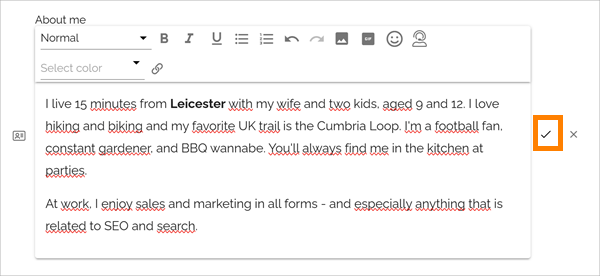 About me
Normal B I U GIF
Select color
I live 15 minutes from Leicester with my wife and two kids, aged 9 and 12. I love
hiking and biking and my favorite UK trail is the Cumbria Loop. I'm a football fan,
constant gardener, and BBQ wannabe. You'll always find me in the kitchen at
parties.
At work, I enjoy sales and marketing in all forms - and especially anything that is
related to SEO and search.